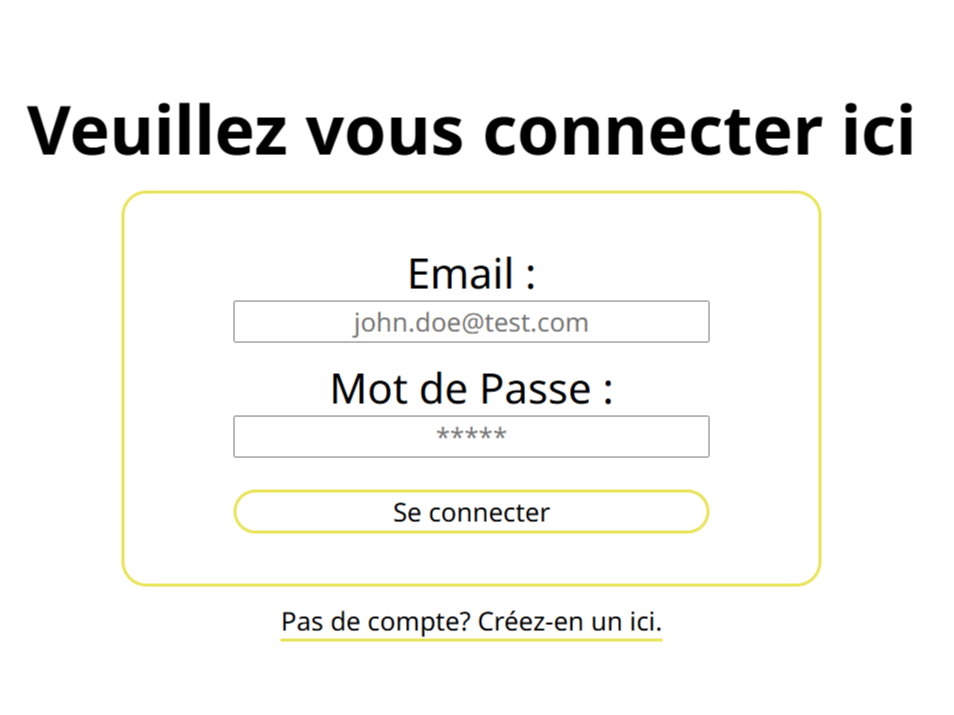 Veuillez vous connecter ici
Email :
john.doe@test.com
Mot de Passe :
*****
Se connecter
Pas de compte? Créez-en un ici.